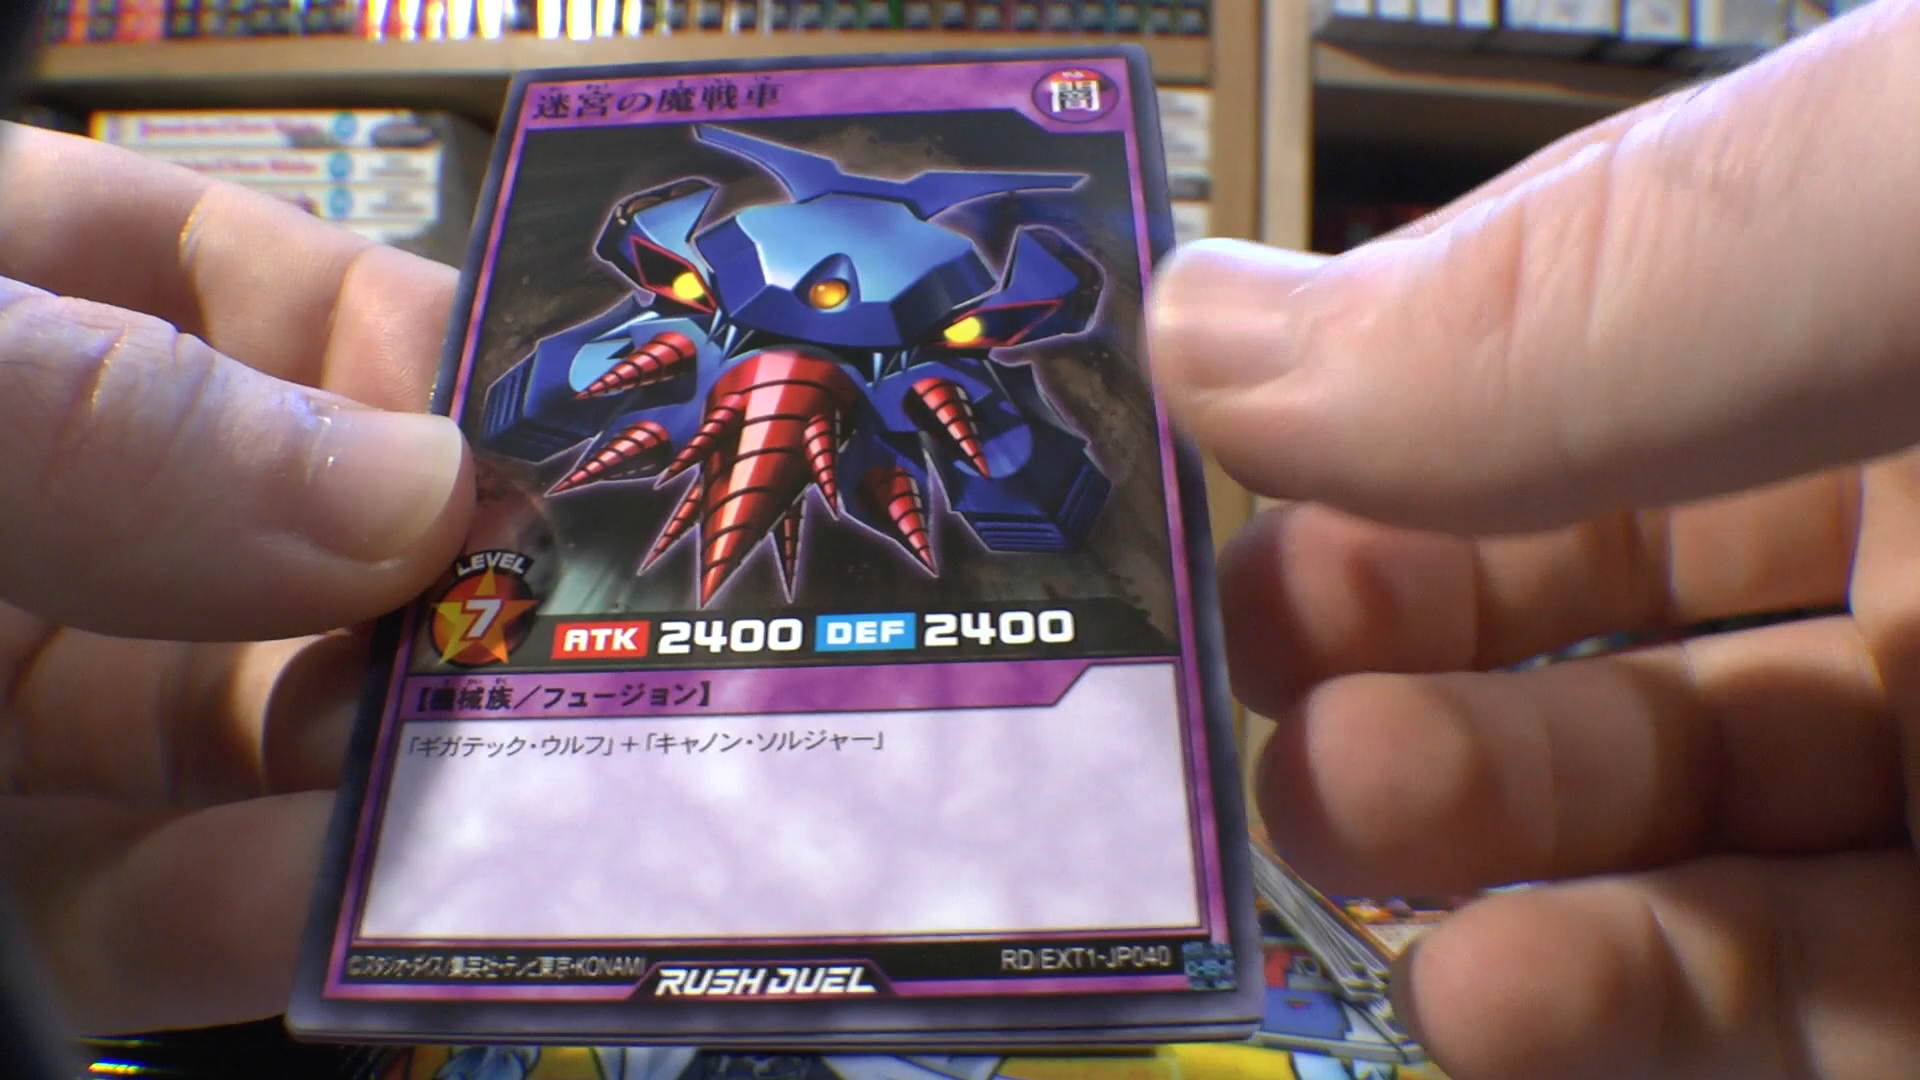 迷宮の魔戦車
闇
LEVEL
7
ATK 2400 DEF 2400
【機械族／フュージョン】
「ギガテック・ウルフ」+「キャノン・ソルジャー」
©スタジオ・ダイス/集英社・テレビ東京・KONAMI
RUSH DUEL
RD/EXT1-JP040